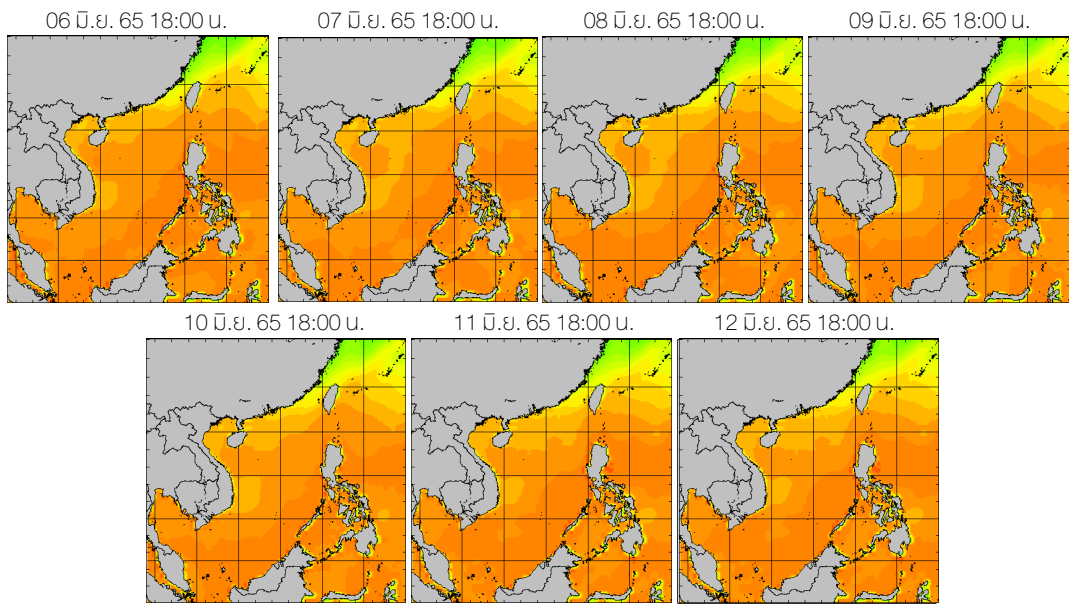 06 มิ.ย. 65 18:00 น.
07 มิ.ย. 65 18:00 น.
08 มิ.ย. 65 18:00 น.
09 มิ.ย. 65 18:00 น.
10 มิ.ย. 65 18:00 น.
11 มิ.ย. 65 18:00 น.
12 มิ.ย. 65 18:00 น.